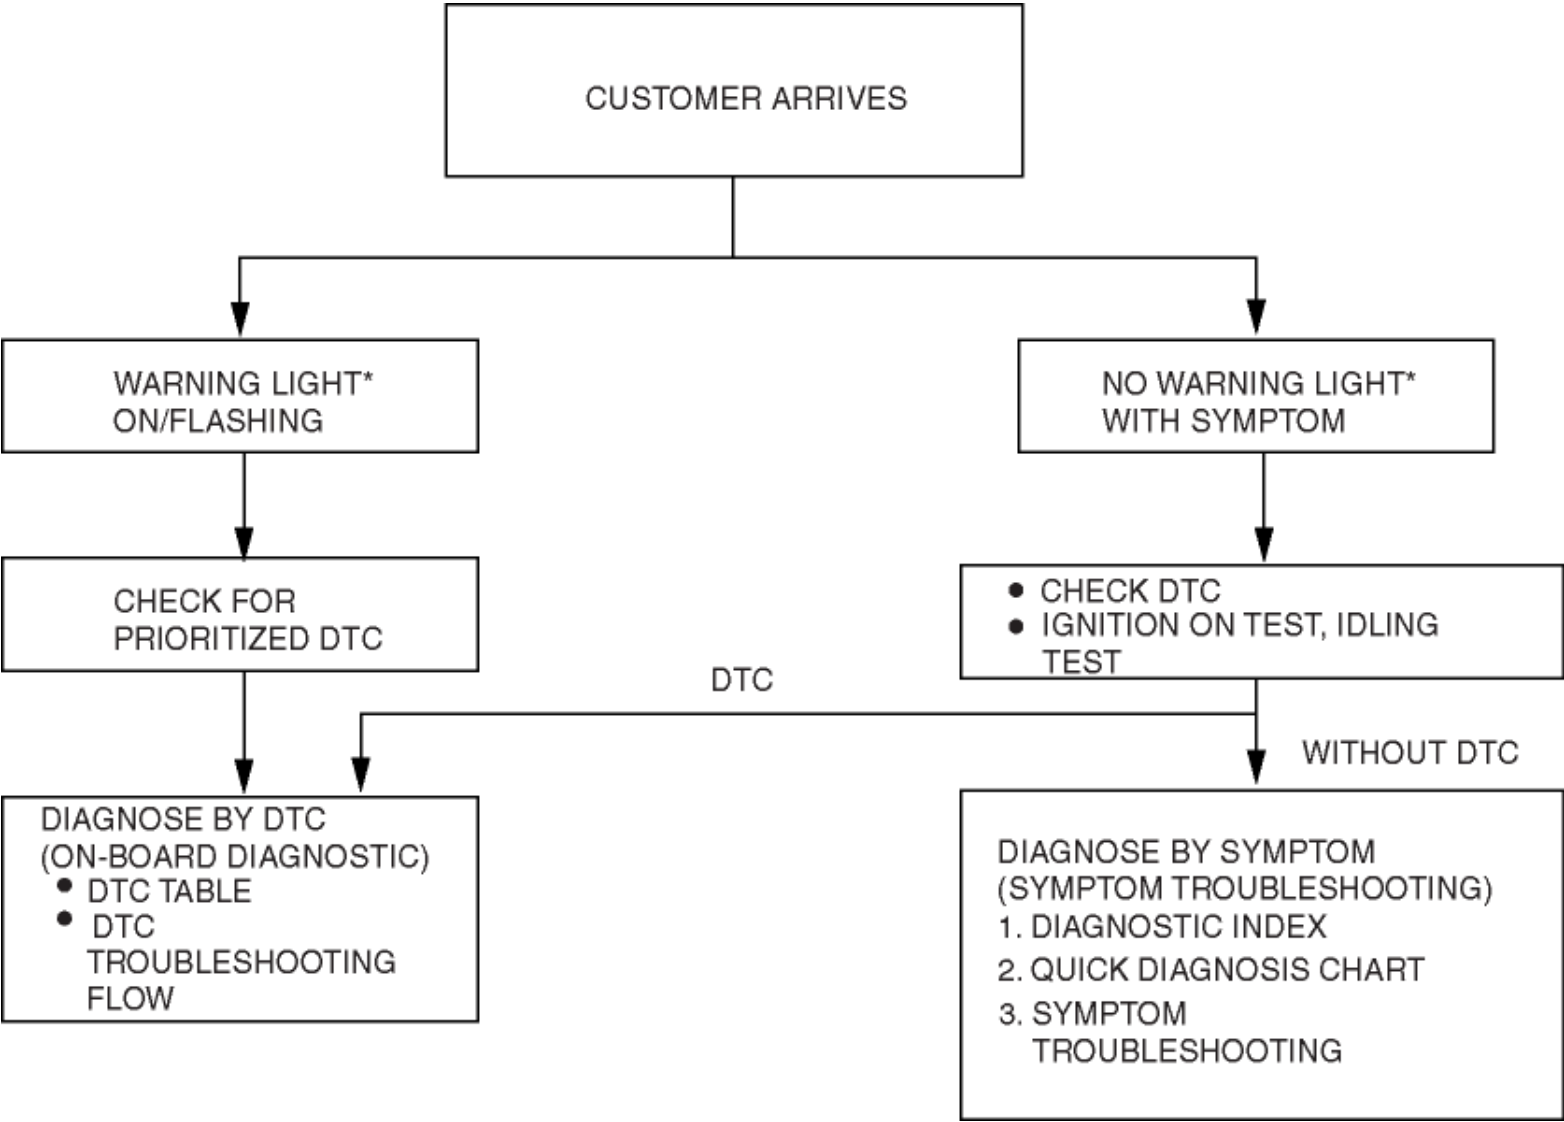 CUSTOMER ARRIVES
WARNING LIGHT*
ON/FLASHING
NO WARNING LIGHT*
WITH SYMPTOM
CHECK FOR
PRIORITIZED DTC
● CHECK DTC
● IGNITION ON TEST, IDLING
TEST
DTC
WITHOUT DTC
DIAGNOSE BY DTC
(ON-BOARD DIAGNOSTIC)
● DTC TABLE
● DTC
TROUBLESHOOTING
FLOW
DIAGNOSE BY SYMPTOM
(SYMPTOM TROUBLESHOOTING)
1. DIAGNOSTIC INDEX
2. QUICK DIAGNOSIS CHART
3. SYMPTOM
TROUBLESHOOTING